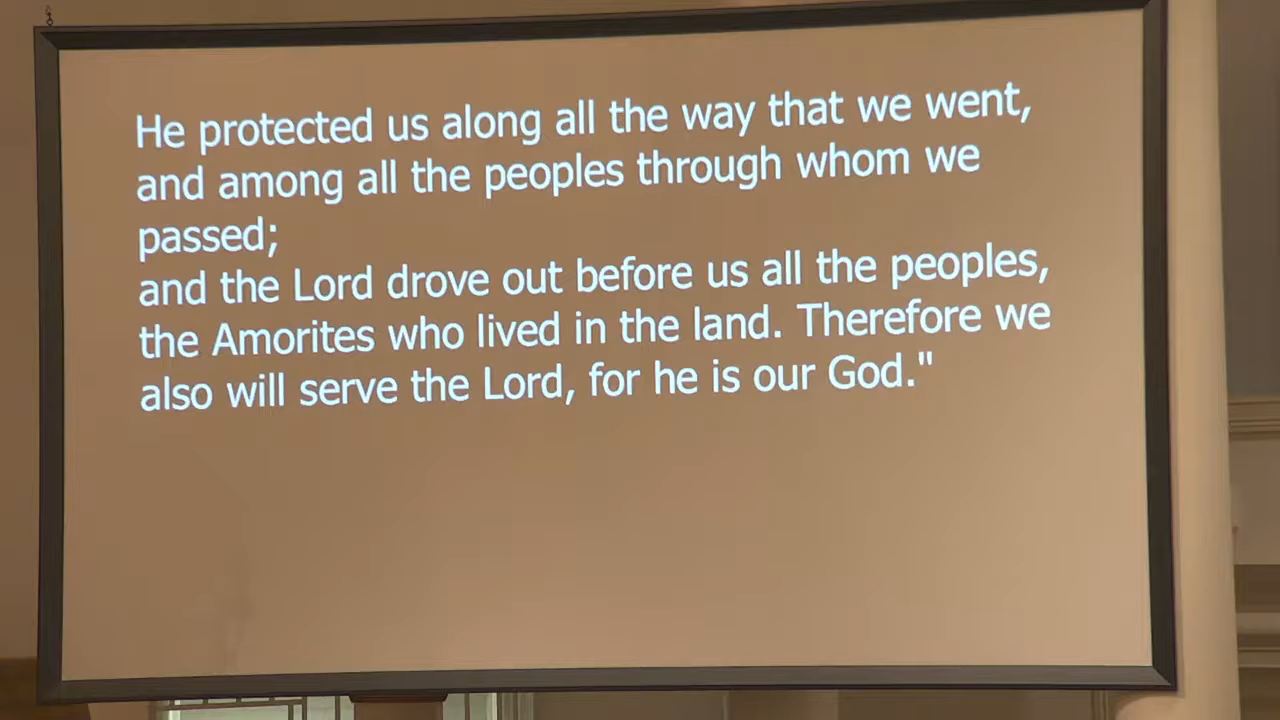 He protected us along all the way that we went,
and among all the peoples through whom we
passed;
and the Lord drove out before us all the peoples,
the Amorites who lived in the land. Therefore we
also will serve the Lord, for he is our God."